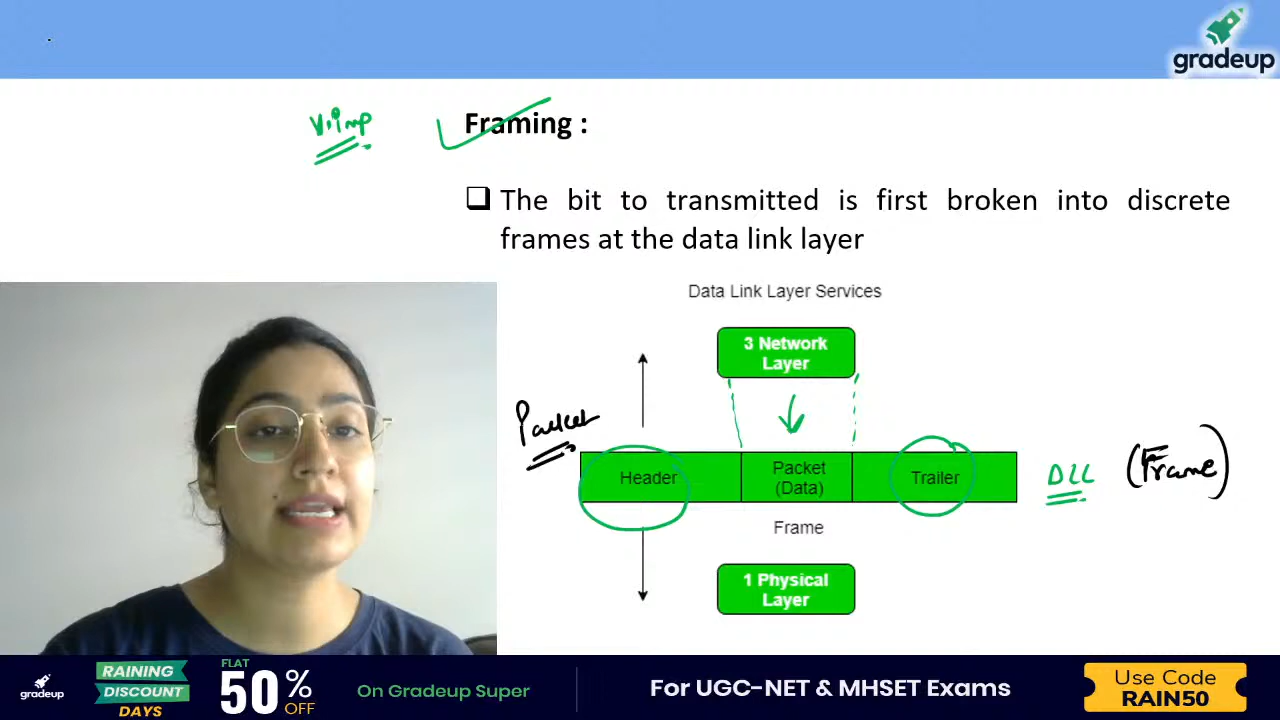 gradeup
V.imp
Framing :
The bit to transmitted is first broken into discrete
frames at the data link layer
Data Link Layer Services
3 Network
Layer
Packet
Header
Packet
(Data)
Trailer
DLL
(Frame)
Frame
1 Physical
Layer
gradeup
RAINING
DISCOUNT
DAYS
FLAT
50%
OFF
On Gradeup Super
For UGC-NET & MHSET Exams
Use Code
RAIN50